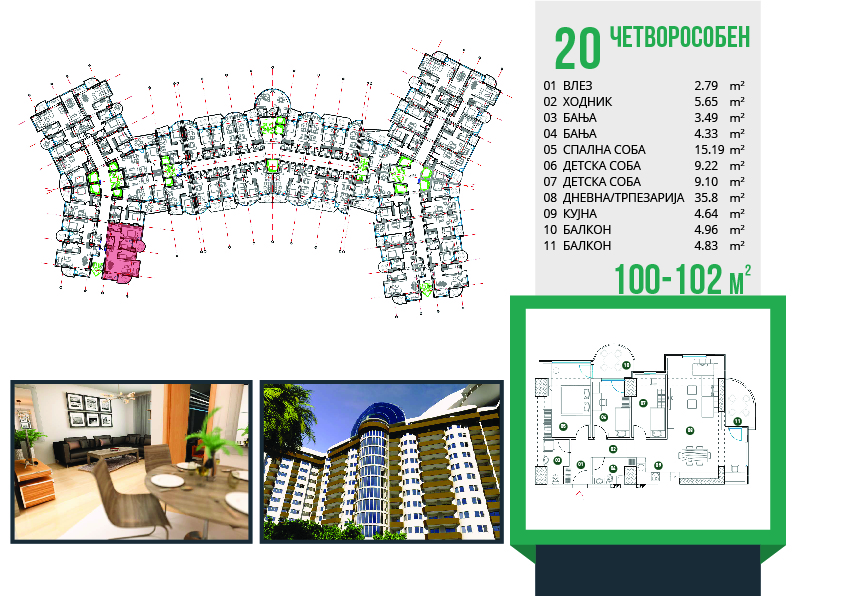 20 ЧЕТВОРОСОБЕН
01 ВЛЕЗ 2.79 m²
02 ХОДНИК 5.65 m²
03 БАЊА 3.49 m²
04 БАЊА 4.33 m²
05 СПАЛНА СОБА 15.19 m²
06 ДЕТСКА СОБА 9.22 m²
07 ДЕТСКА СОБА 9.10 m²
08 ДНЕВНА/ТРПЕЗАРИЈА 35.8 m²
09 КУЈНА 4.64 m²
10 БАЛКОН 4.96 m²
11 БАЛКОН 4.83 m²
100-102 м²
10
07
06
05
11
08
02
03
01
04
09